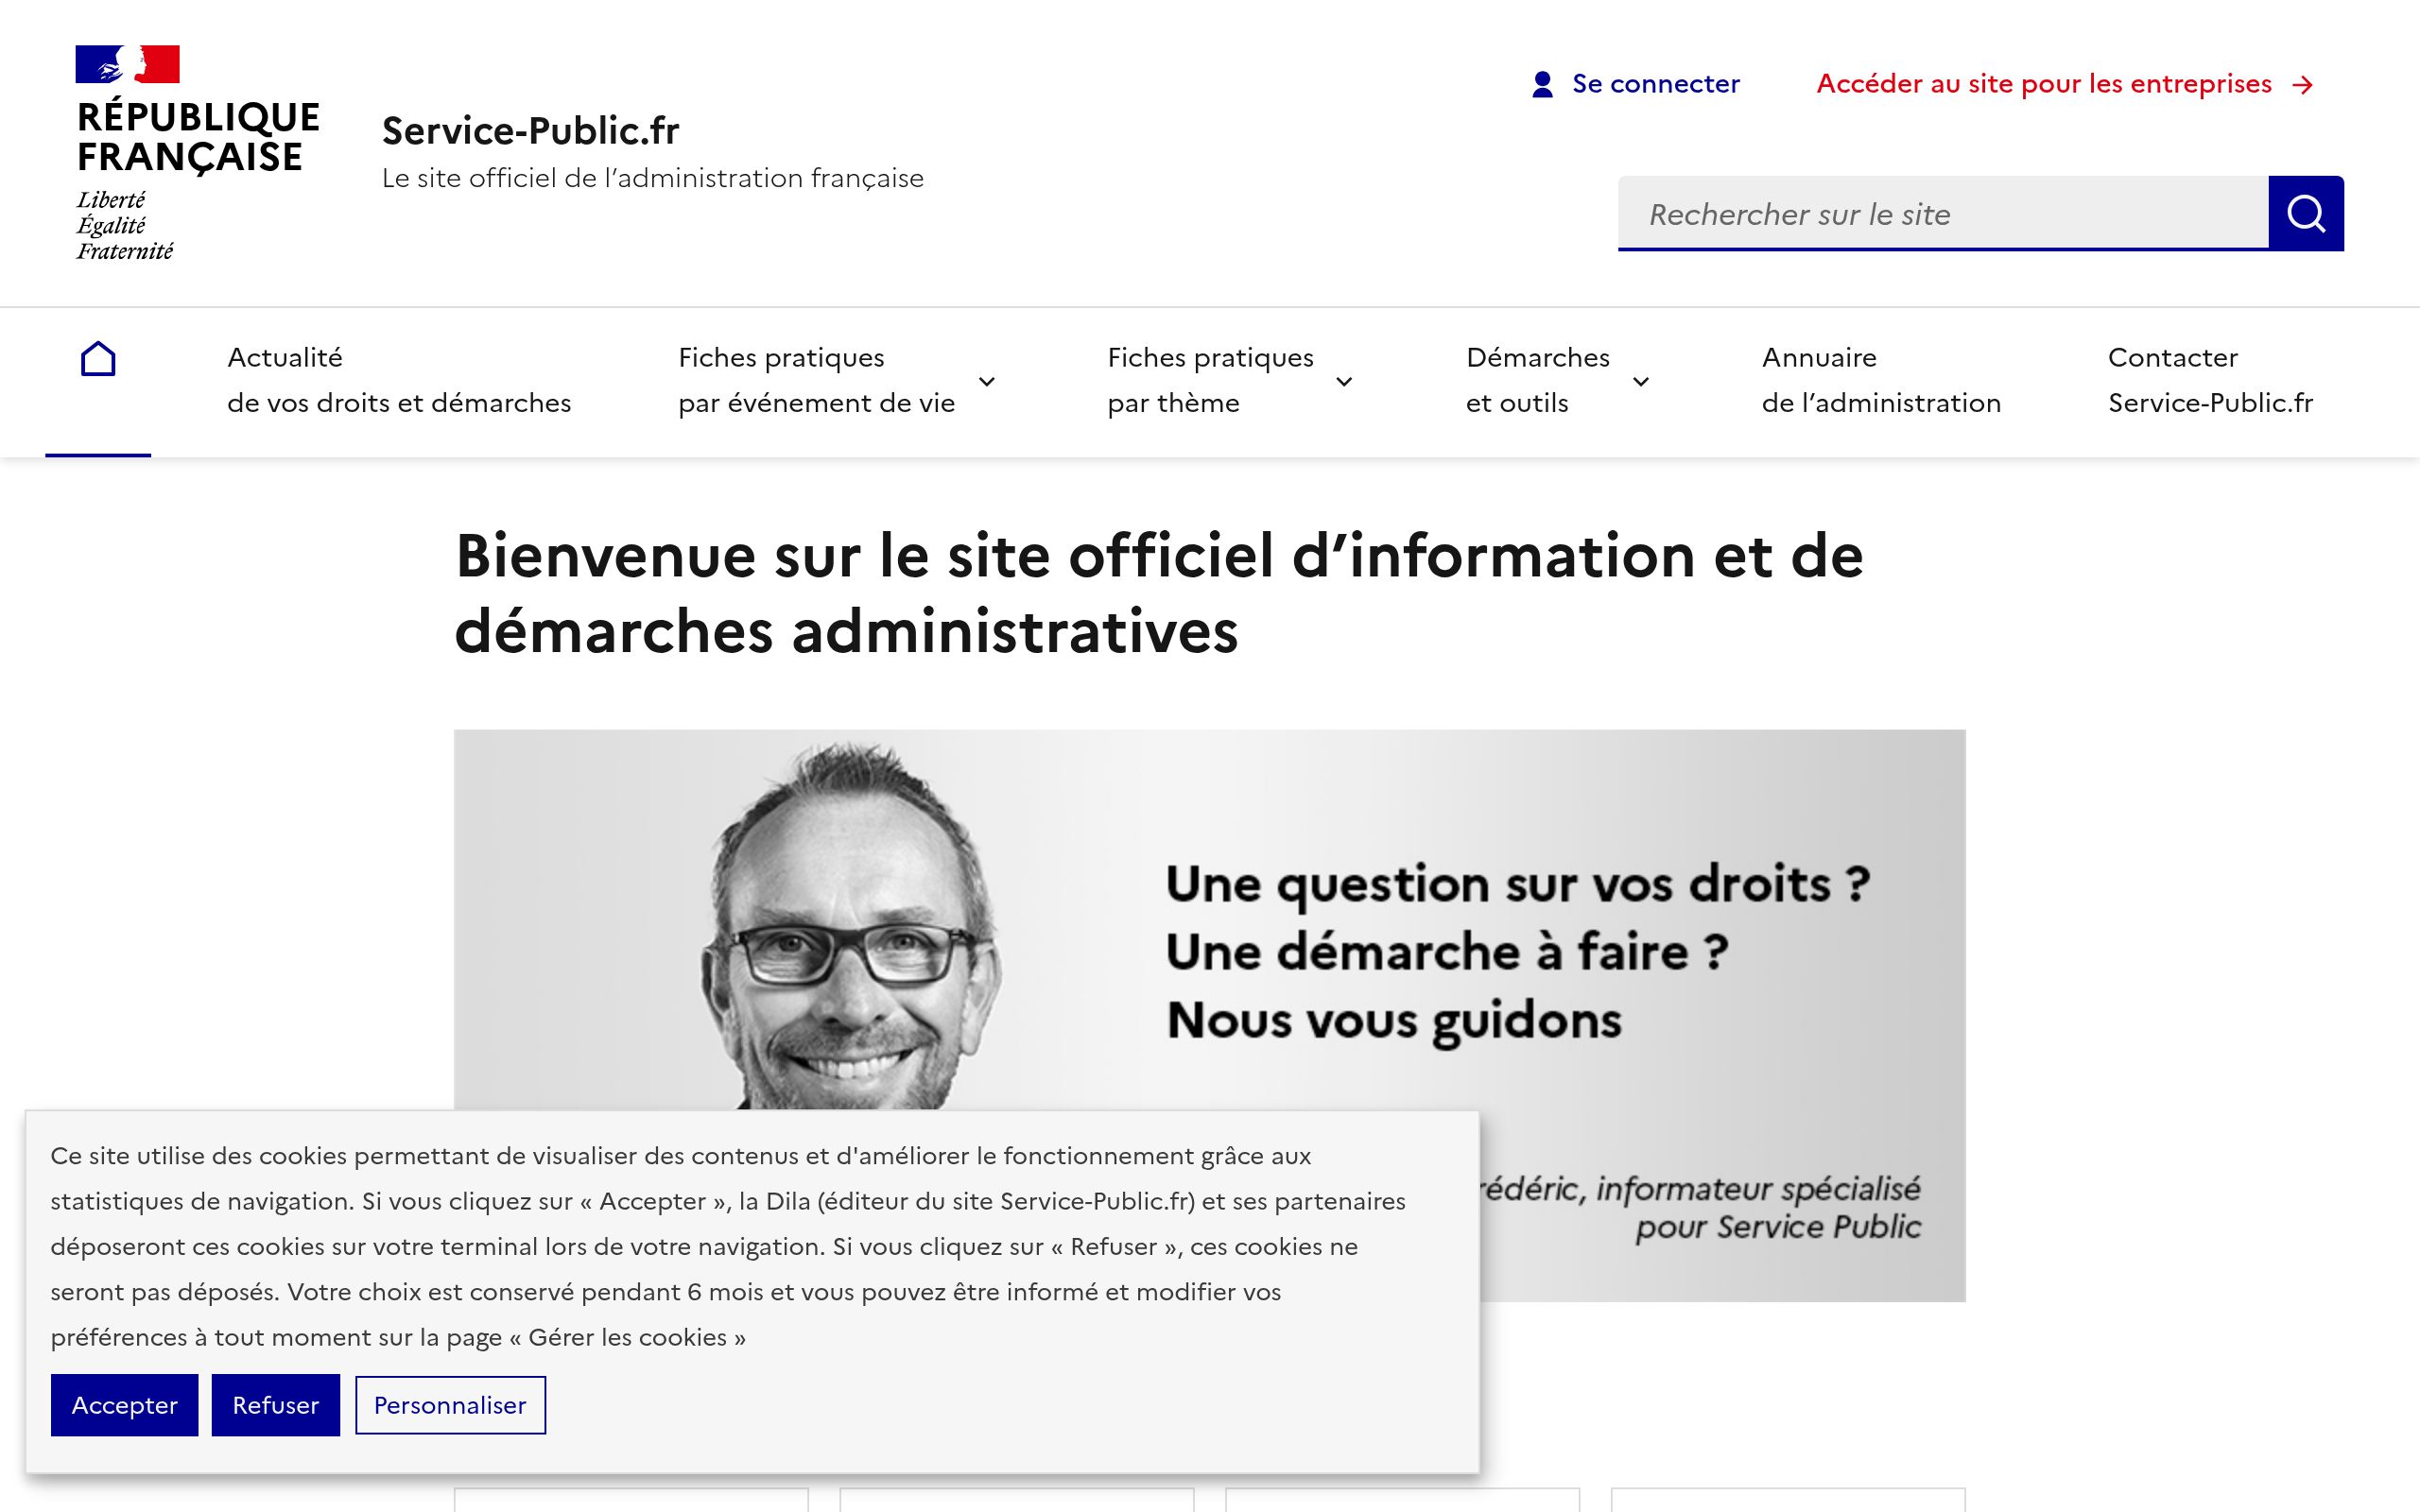 RÉPUBLIQUE
FRANÇAISE
Liberté
Égalité
Fraternité
Service-Public.fr
Le site officiel de l’administration française
Se connecter
Accéder au site pour les entreprises
Rechercher sur le site
Actualité
de vos droits et démarches
Fiches pratiques
par événement de vie
Fiches pratiques
par thème
Démarches
et outils
Annuaire
de l’administration
Contacter
Service-Public.fr
Bienvenue sur le site officiel d’information et de
démarches administratives
Une question sur vos droits ?
Une démarche à faire ?
Nous vous guidons
informateur spécialisé
pour Service Public
Ce site utilise des cookies permettant de visualiser des contenus et d'améliorer le fonctionnement grâce aux
statistiques de navigation. Si vous cliquez sur « Accepter », la Dila (éditeur du site Service-Public.fr) et ses partenaires
déposeront ces cookies sur votre terminal lors de votre navigation. Si vous cliquez sur « Refuser », ces cookies ne
seront pas déposés. Votre choix est conservé pendant 6 mois et vous pouvez être informé et modifier vos
préférences à tout moment sur la page « Gérer les cookies »
Accepter
Refuser
Personnaliser